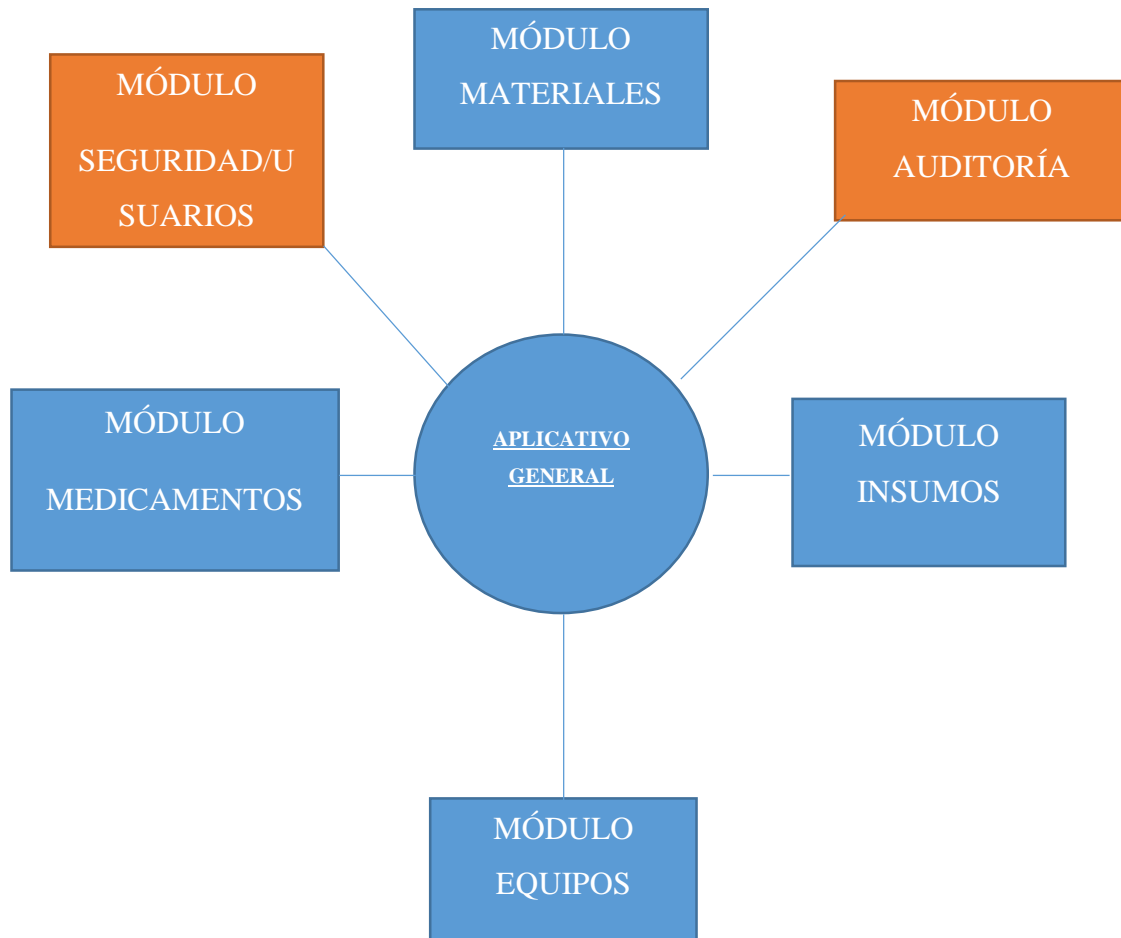 MÓDULO
MATERIALES
MÓDULO
SEGURIDAD/U
SUARIOS
MÓDULO
AUDITORÍA
APLICATIVO
GENERAL
MÓDULO
MEDICAMENTOS
MÓDULO
INSUMOS
MÓDULO
EQUIPOS